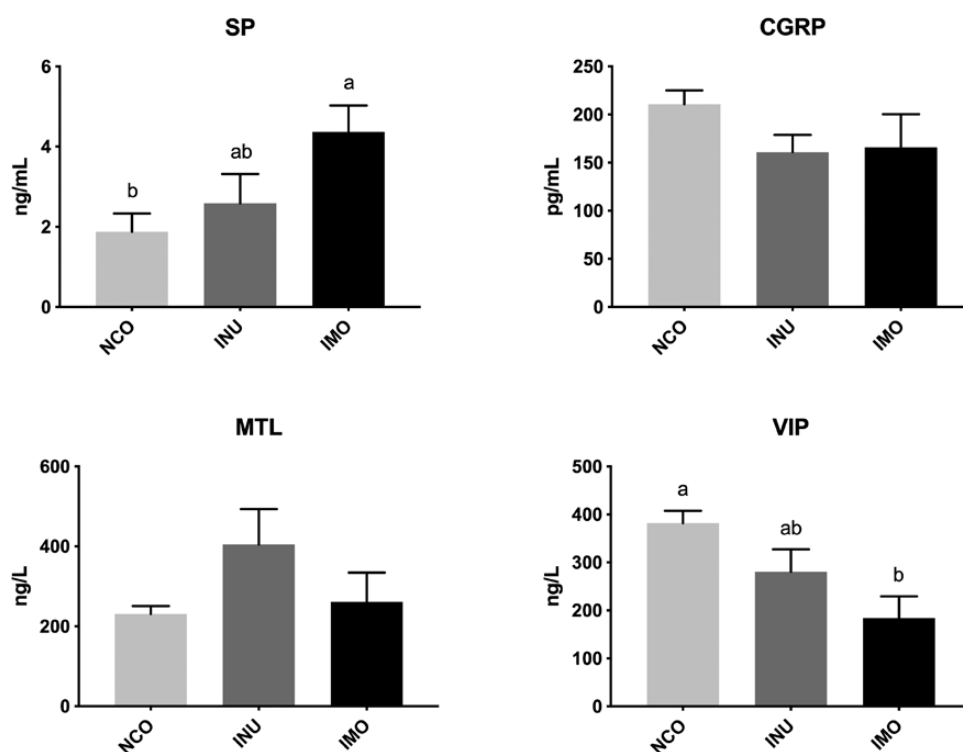 SP
6
4
2
0
ng/mL
b
ab
a
NCO
INU
IMO
CGRP
250
200
150
100
50
0
pg/mL
NCO
INU
IMO
MTL
600
400
200
0
ng/L
NCO
INU
IMO
VIP
500
400
300
200
100
0
ng/L
a
ab
b
NCO
INU
IMO